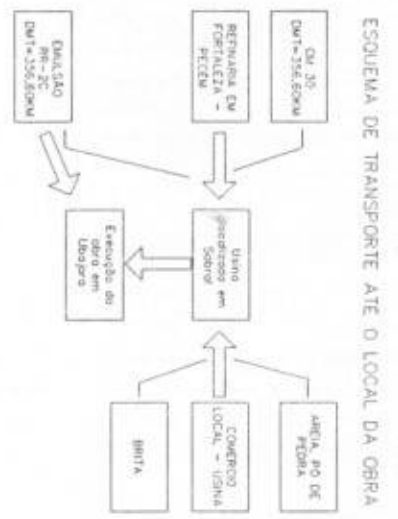 ESQUEMA DE TRANSPORTE ATÉ O LOCAL DA OBRA
CM 30
DMT=356,60KM
REFINARIA EM
FORTALEZA -
PECÉM
EMULSÃO
RR-2C
DMT=356,60KM
Usina
localizada em
Sobral
Execução da
obra em
Ubajara
AREIA, PÓ DE
PEDRA
COMERCIO
LOCAL - USINA
BRITA